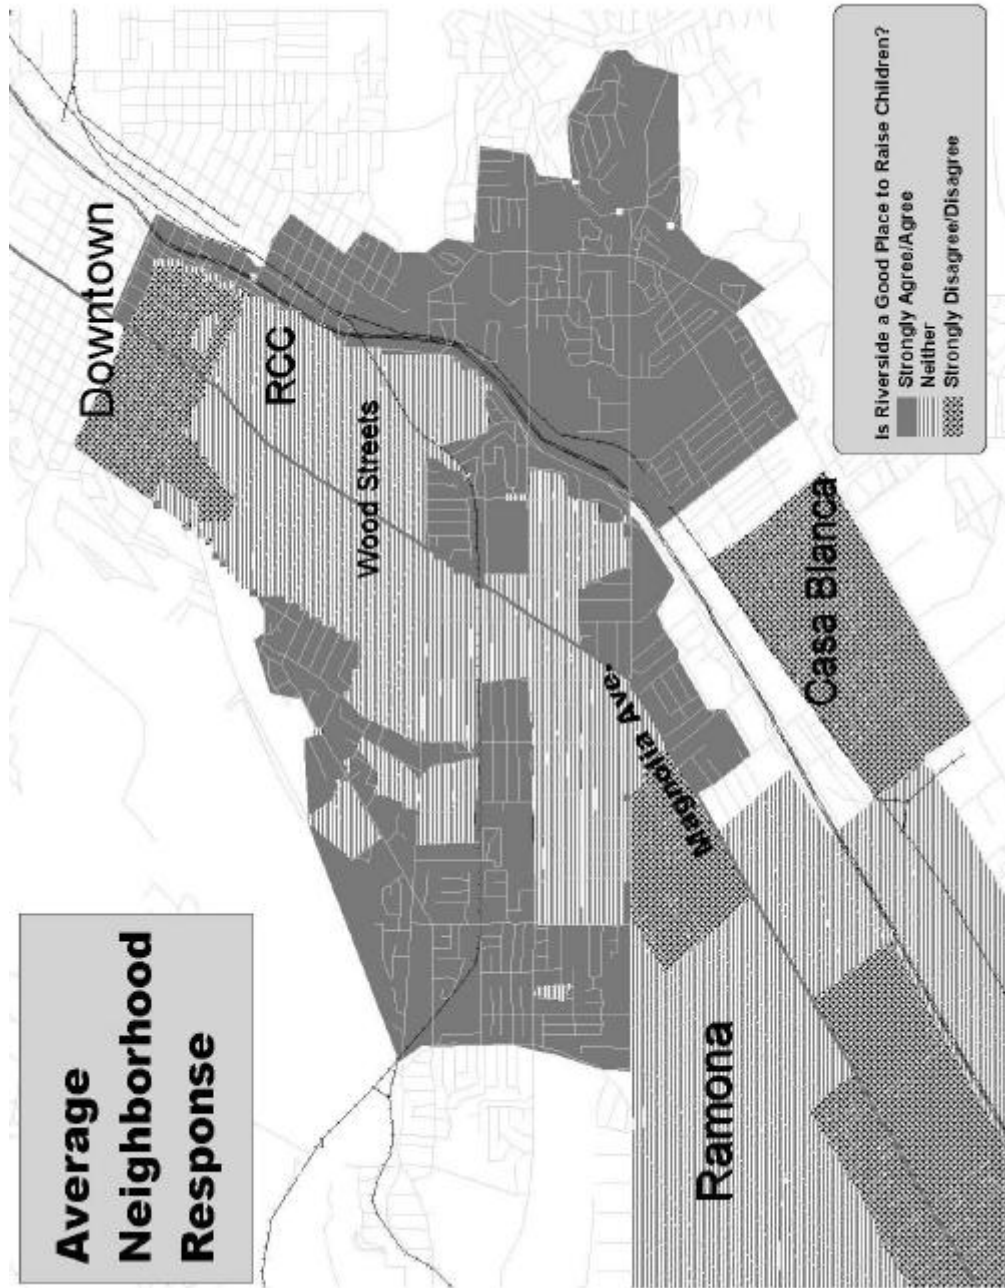 Average
Neighborhood
Response
Downtown
RCC
Wood Streets
Magnolia Ave.
Casa Blanca
Ramona
Is Riverside a Good Place to Raise Children?
Strongly Agree/Agree
Neither
Strongly Disagree/Disagree